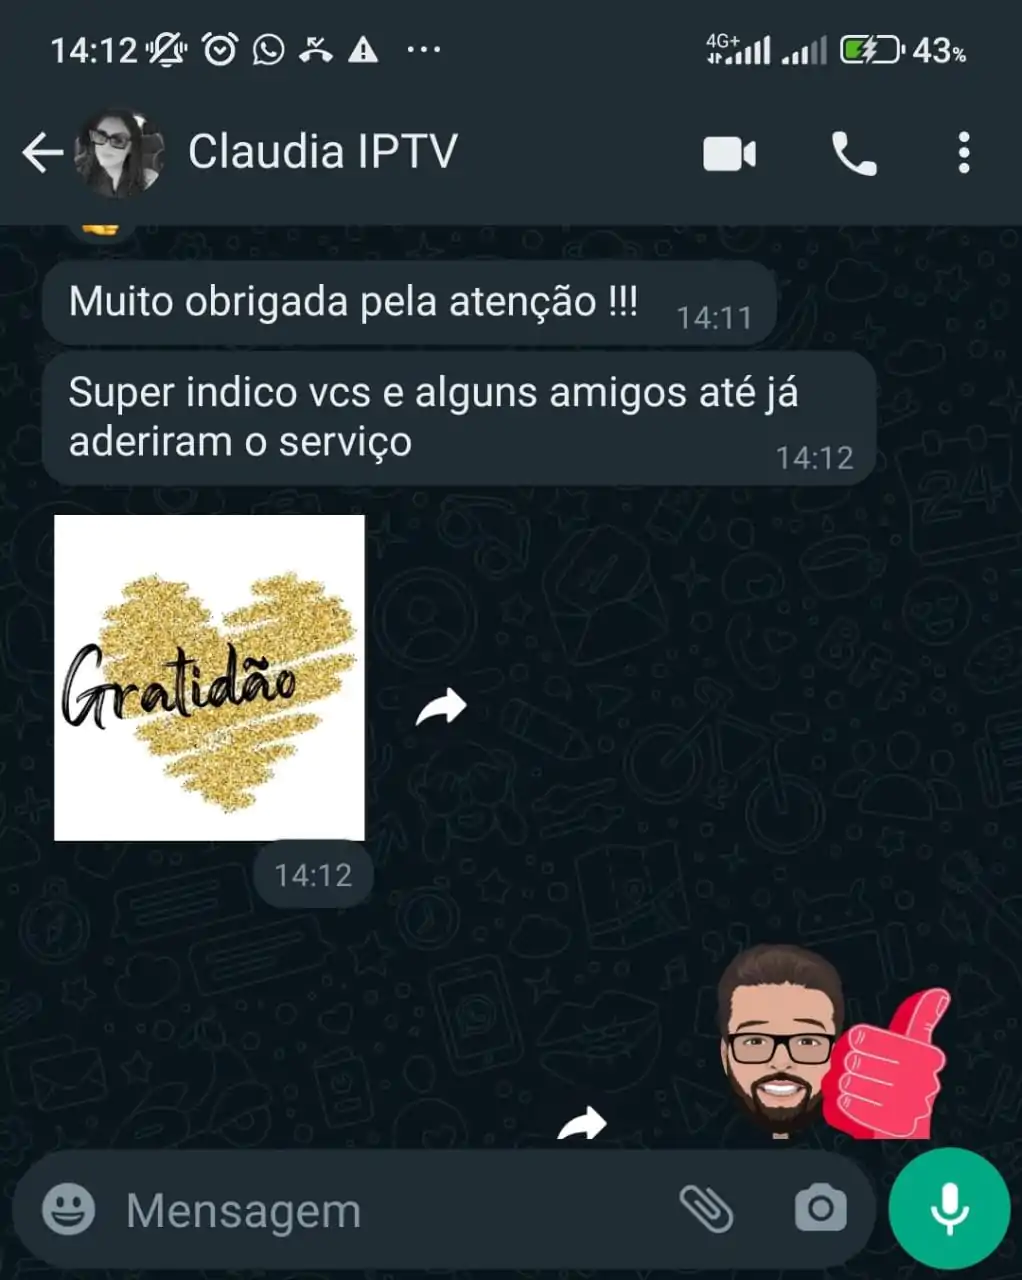 14:12
4G+
43%
Claudia IPTV
Muito obrigada pela atenção !!!
14:11
Super indico vcs e alguns amigos até já
aderiram o serviço
14:12
Gratidão
14:12
Mensagem